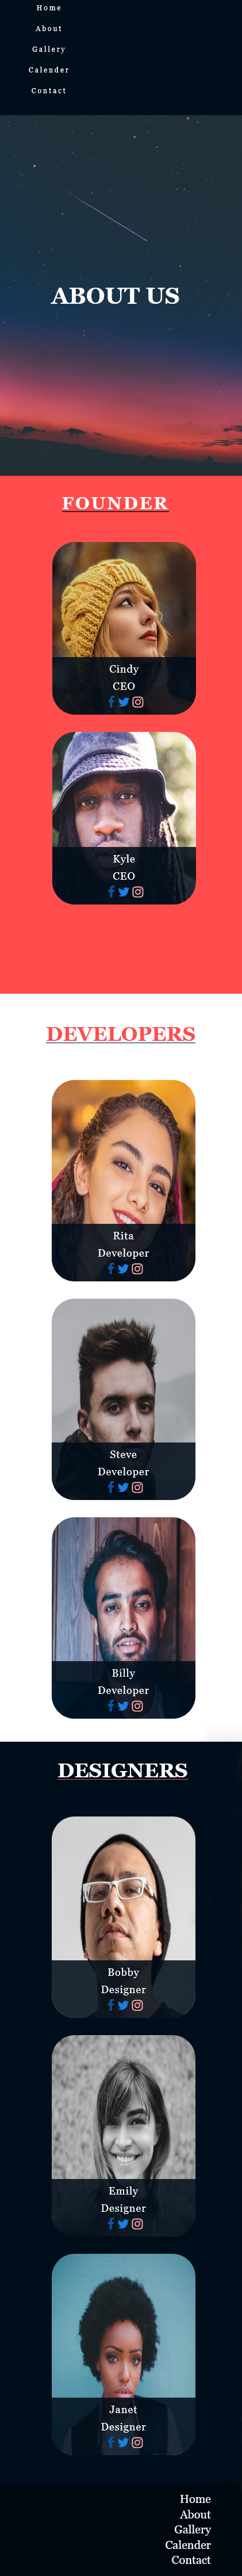 Home
About
Gallery
Calender
Contact
ABOUT US
FOUNDER
Cindy
CEO
Kyle
CEO
DEVELOPERS
Rita
Developer
Steve
Developer
Billy
Developer
DESIGNERS
Bobby
Designer
Emily
Designer
Janet
Designer
Home
About
Gallery
Calender
Contact